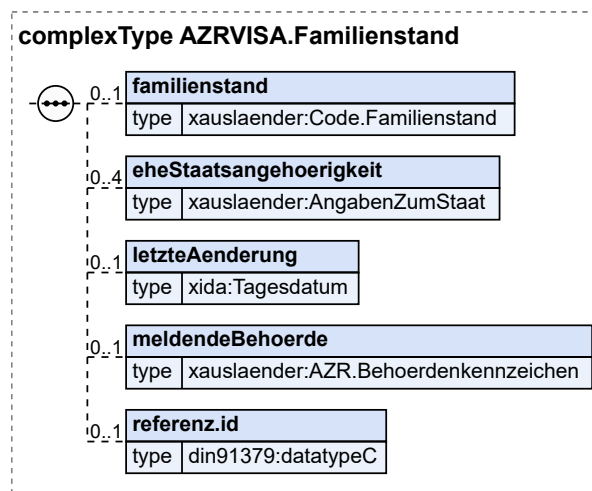 complexType AZRVISA.Familienstand
0..1 familienstand
type xauslaender:Code.Familienstand
0..4 eheStaatsangehoerigkeit
type xauslaender:AngabenZumStaat
0..1 letzteAenderung
type xida:Tagesdatum
0..1 meldendeBehoerde
type xauslaender:AZR.Behoerdenkennzeichen
0..1 referenz.id
type din91379:datatypeC